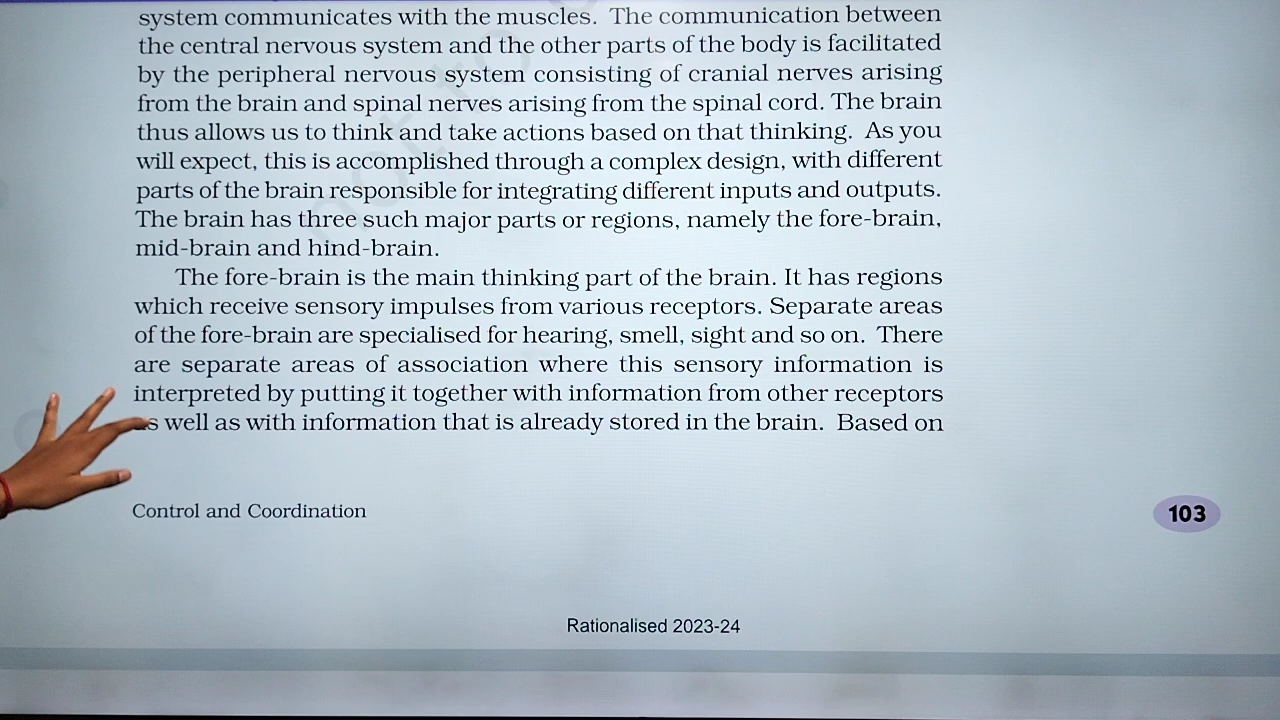 system communicates with the muscles. The communication between
the central nervous system and the other parts of the body is facilitated
by the peripheral nervous system consisting of cranial nerves arising
from the brain and spinal nerves arising from the spinal cord. The brain
thus allows us to think and take actions based on that thinking. As you
will expect, this is accomplished through a complex design, with different
parts of the brain responsible for integrating different inputs and outputs.
The brain has three such major parts or regions, namely the fore-brain,
mid-brain and hind-brain.
The fore-brain is the main thinking part of the brain. It has regions
which receive sensory impulses from various receptors. Separate areas
of the fore-brain are specialised for hearing, smell, sight and so on. There
are separate areas of association where this sensory information is
interpreted by putting it together with information from other receptors
as well as with information that is already stored in the brain. Based on
Control and Coordination
103
Rationalised 2023-24